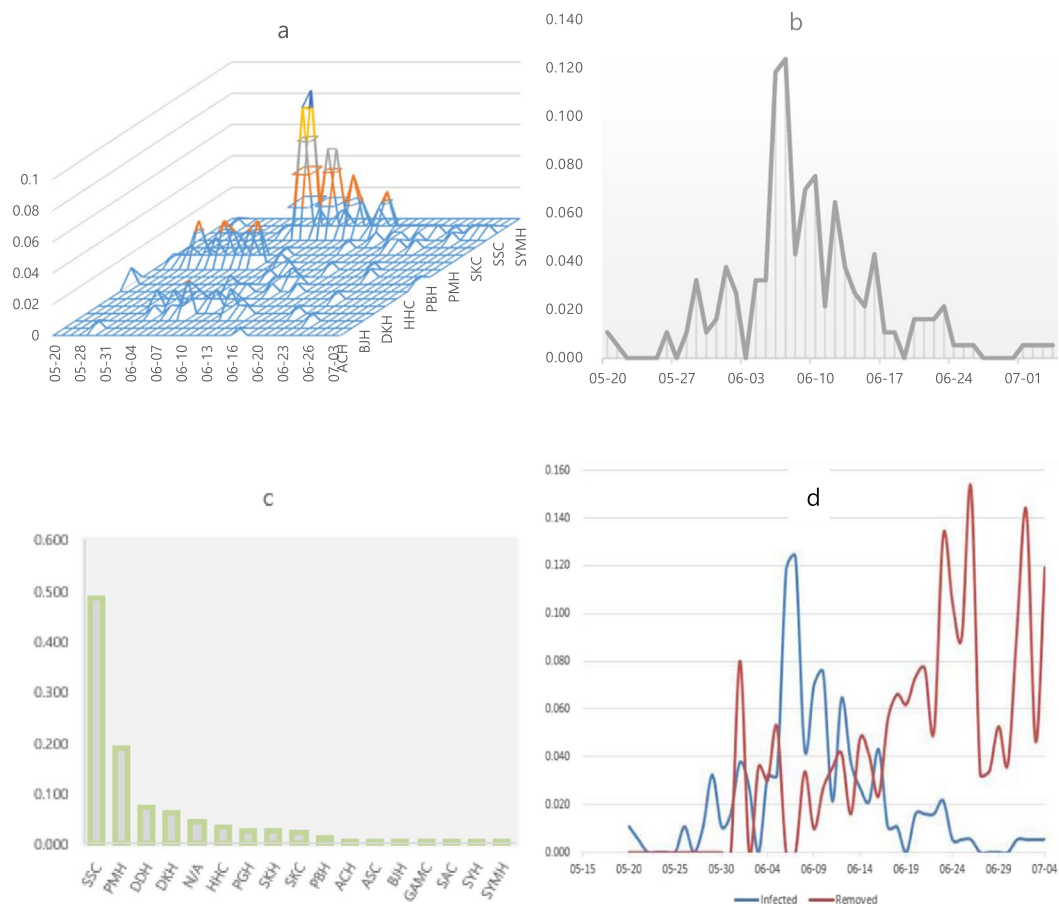 a
0.1
0.08
0.06
0.04
0.02
0
05-20
05-28
05-31
06-04
06-07
06-10
06-13
06-16
06-20
06-23
06-26
07-03
ACH
BJH
DKH
HHC
PBH
PMH
SKC
SSC
SYMH
b
0.140
0.120
0.100
0.080
0.060
0.040
0.020
0.000
05-20 05-27 06-03 06-10 06-17 06-24 07-01
c
0.600
0.500
0.400
0.300
0.200
0.100
0.000
SSC PMH DDH DKH N/A HHC PGH SKH SKC PBH ACH ASC BJH GAMC SAC SYH SYMH
d
0.160
0.140
0.120
0.100
0.080
0.060
0.040
0.020
0.000
05-15 05-20 05-25 05-30 06-04 06-09 06-14 06-19 06-24 06-29 07-04
Infected Removed